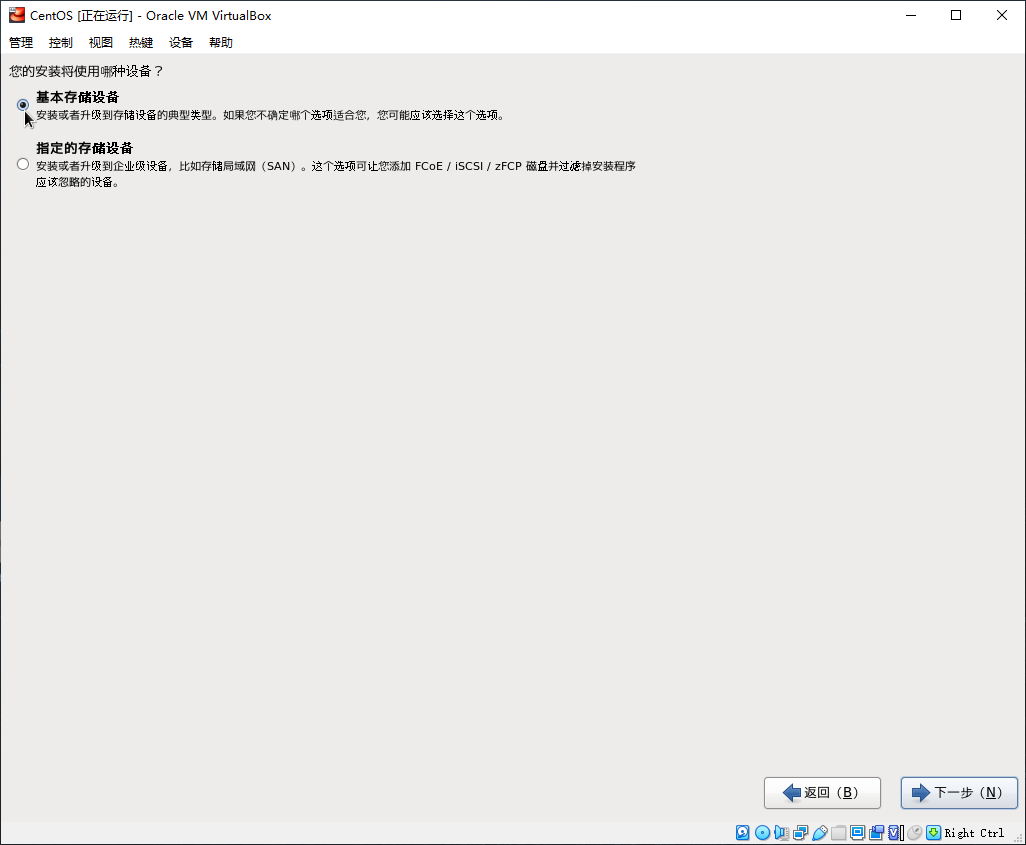 CentOS [正在运行] - Oracle VM VirtualBox
管理 控制 视图 热键 设备 帮助
您的安装将使用哪种设备？
基本存储设备
安装或者升级到存储设备的典型类型。如果您不确定哪个选项适合您，您可能应该选择这个选项。
指定的存储设备
安装或者升级到企业级设备，比如存储局域网（SAN）。这个选项可让您添加 FCoE / iSCSI / zFCP 磁盘并过滤掉安装程序
应该忽略的设备。
返回（B） 下一步（N）
Right Ctrl